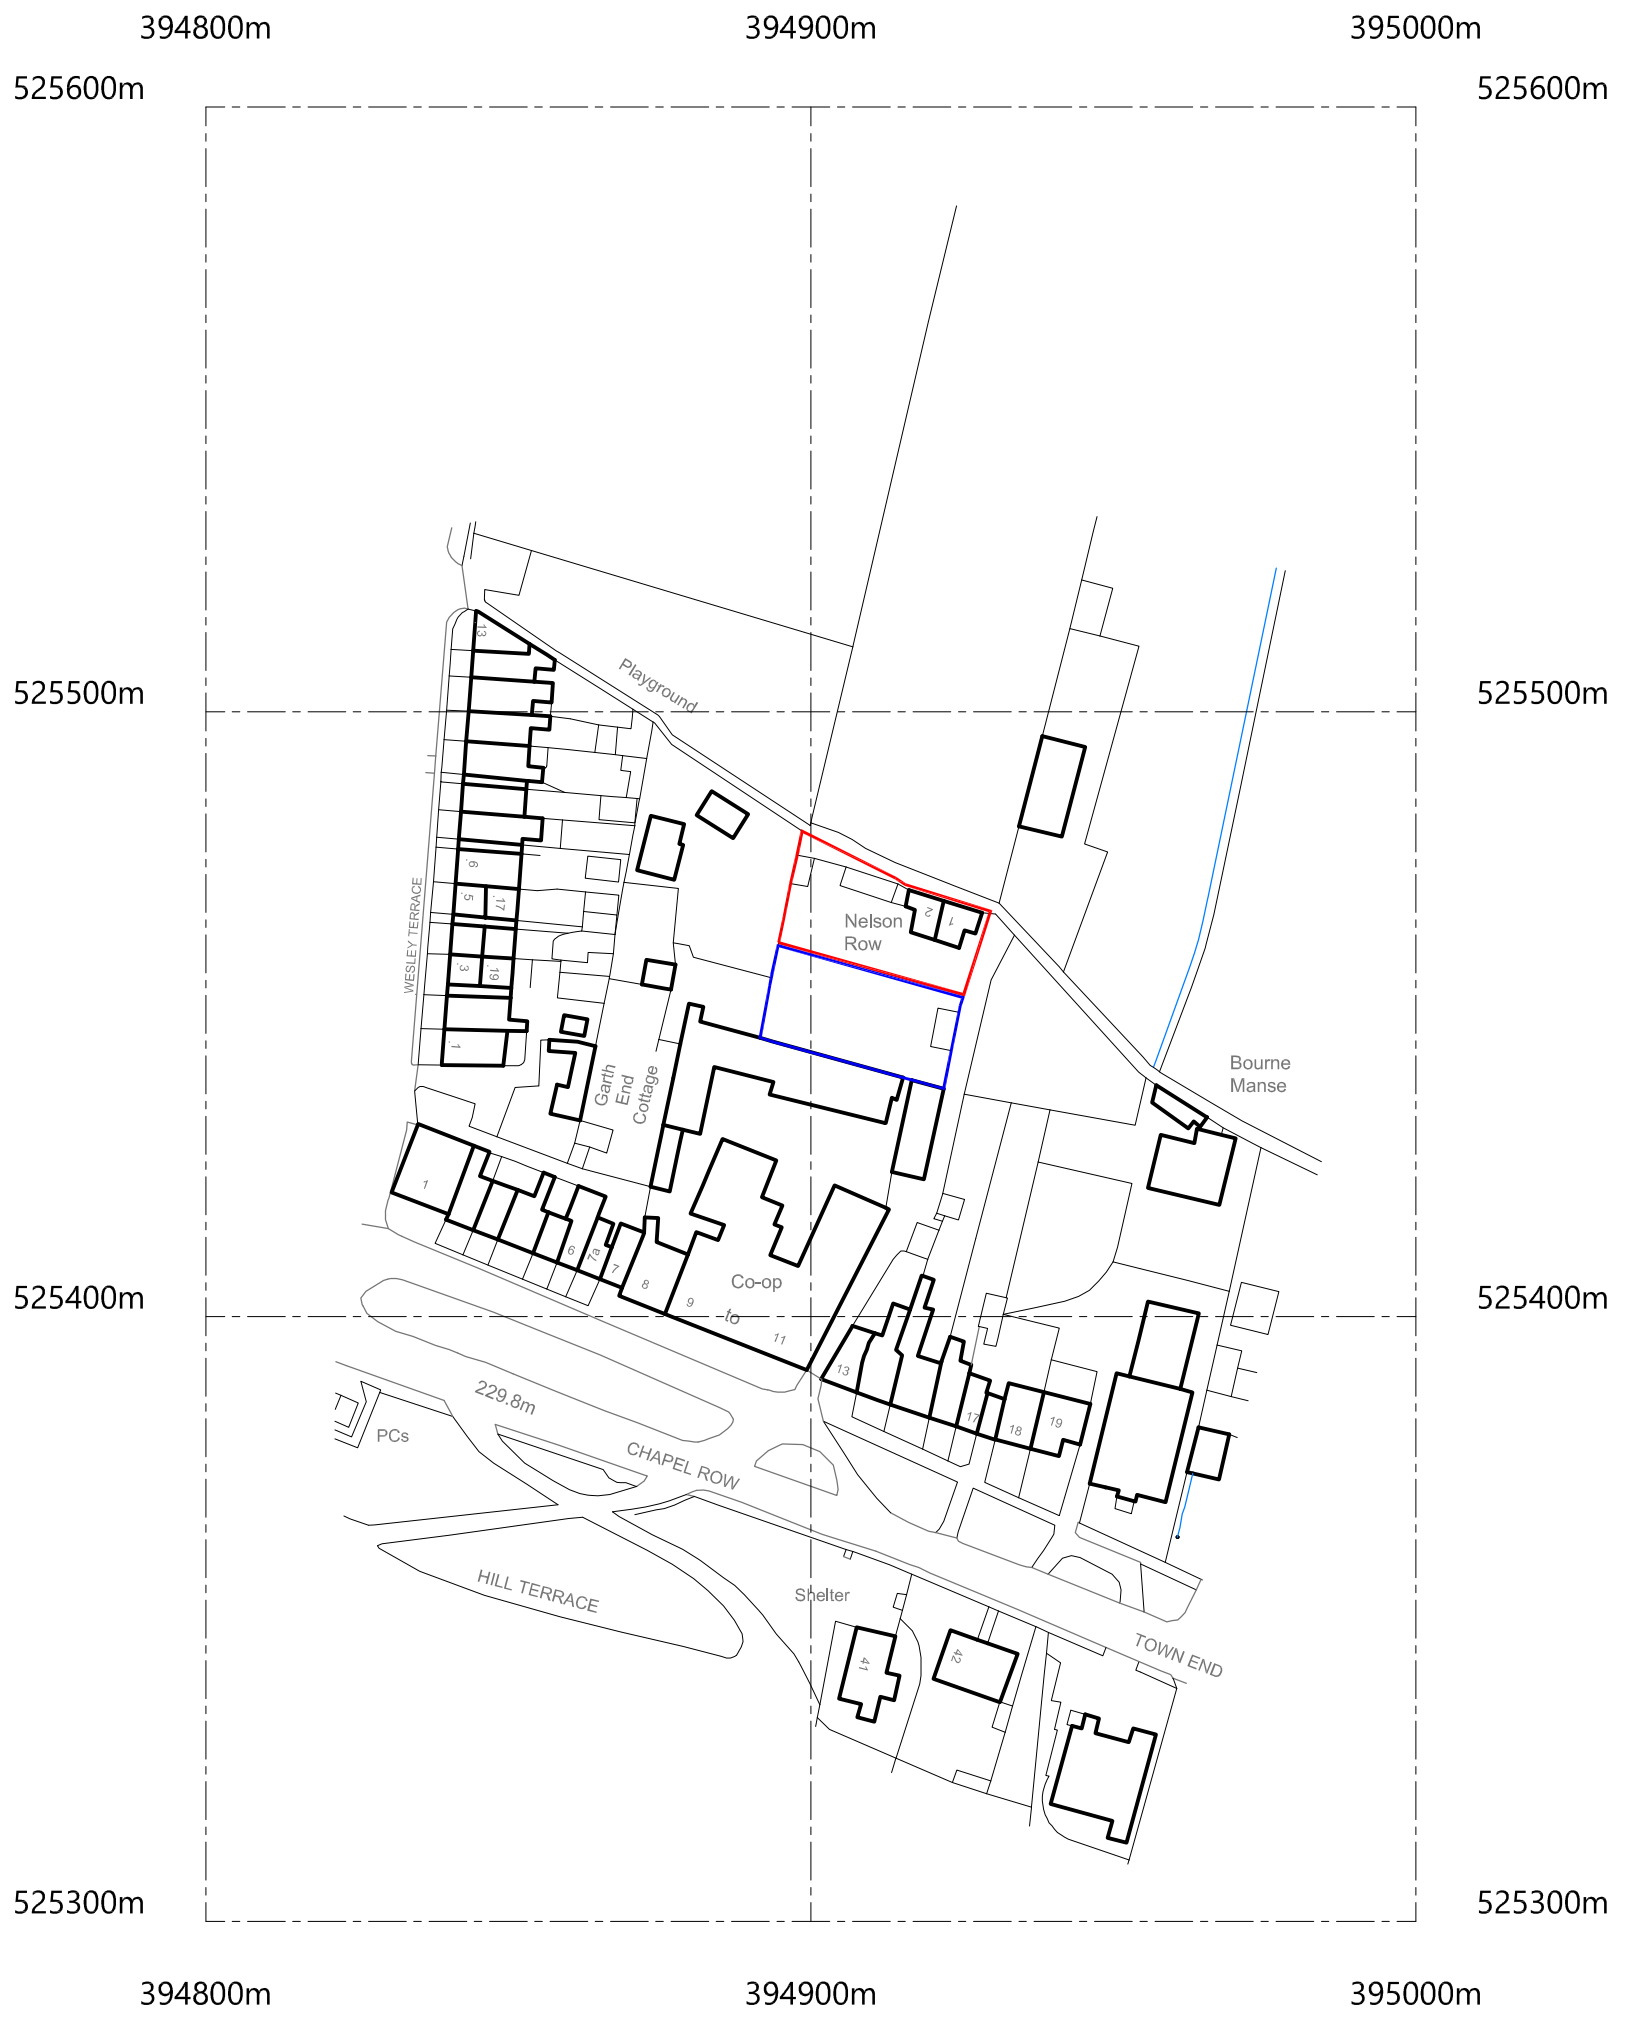 394800m 394900m 395000m
525600m 525600m
13
Playground
525500m 525500m
6
5 17
WESLEY TERRACE
Nelson
Row
2 1
3 19
1
Garth
End
Cottage
Bourne
Manse
1
6 7a 7 8
Co-op
9 to 11
525400m 525400m
13
17 18 19
229.8m
PCs
CHAPEL ROW
HILL TERRACE
Shelter
TOWN END
41 42
525300m 525300m
394800m 394900m 395000m